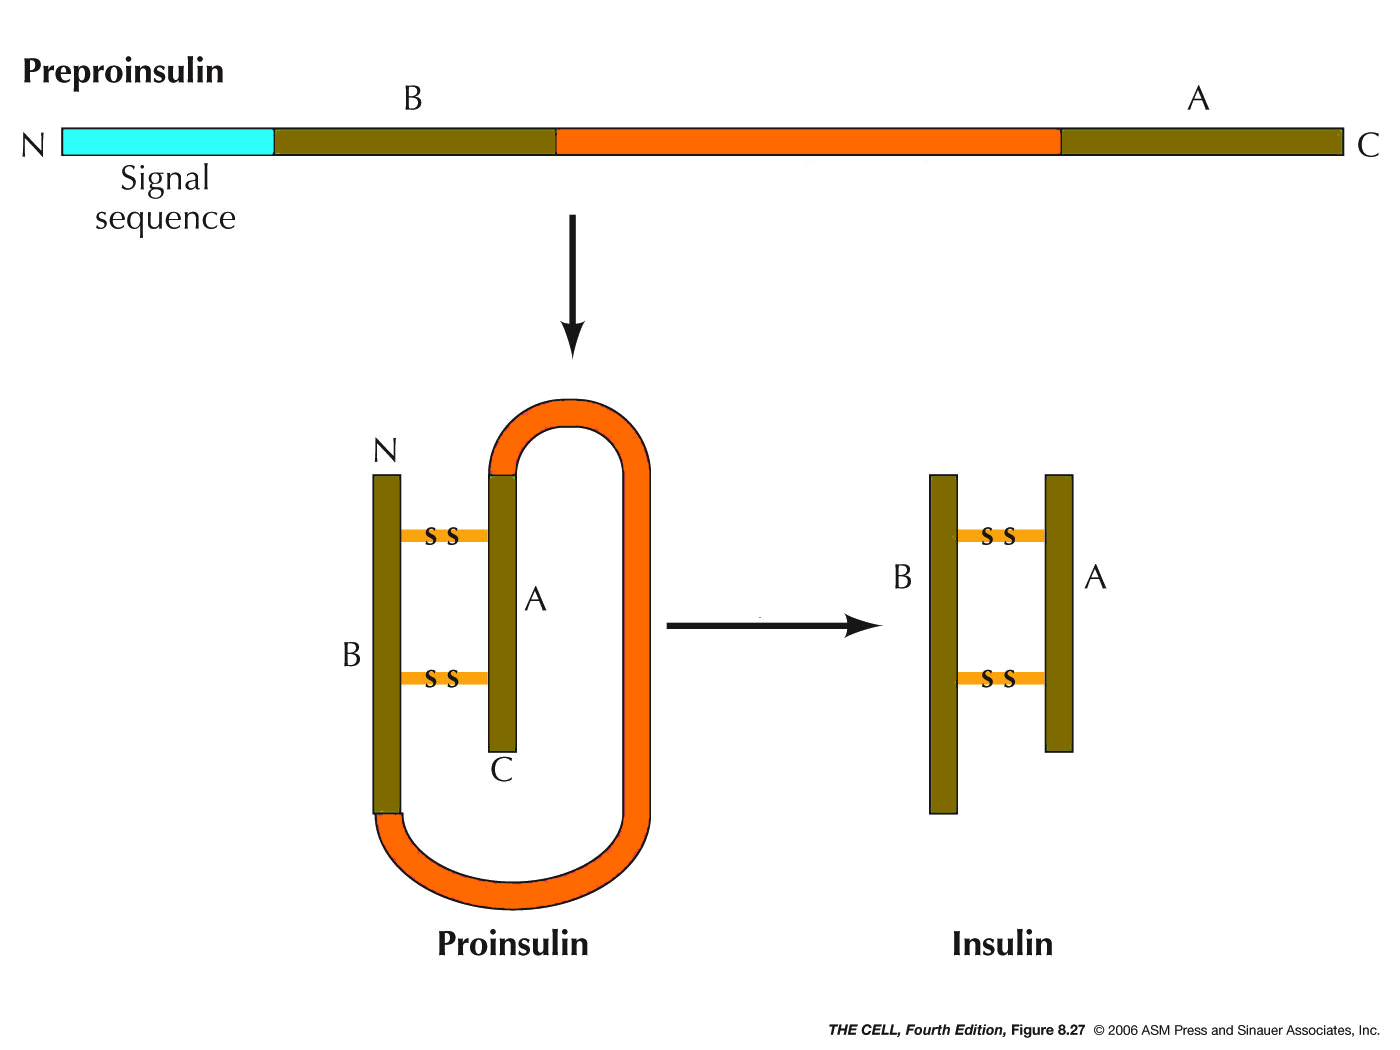 Preproinsulin
B
A
N
C
Signal
sequence
N
s s
A
B
s s
C
Proinsulin
s s
B
A
s s
Insulin
THE CELL, Fourth Edition, Figure 8.27 © 2006 ASM Press and Sinauer Associates, Inc.